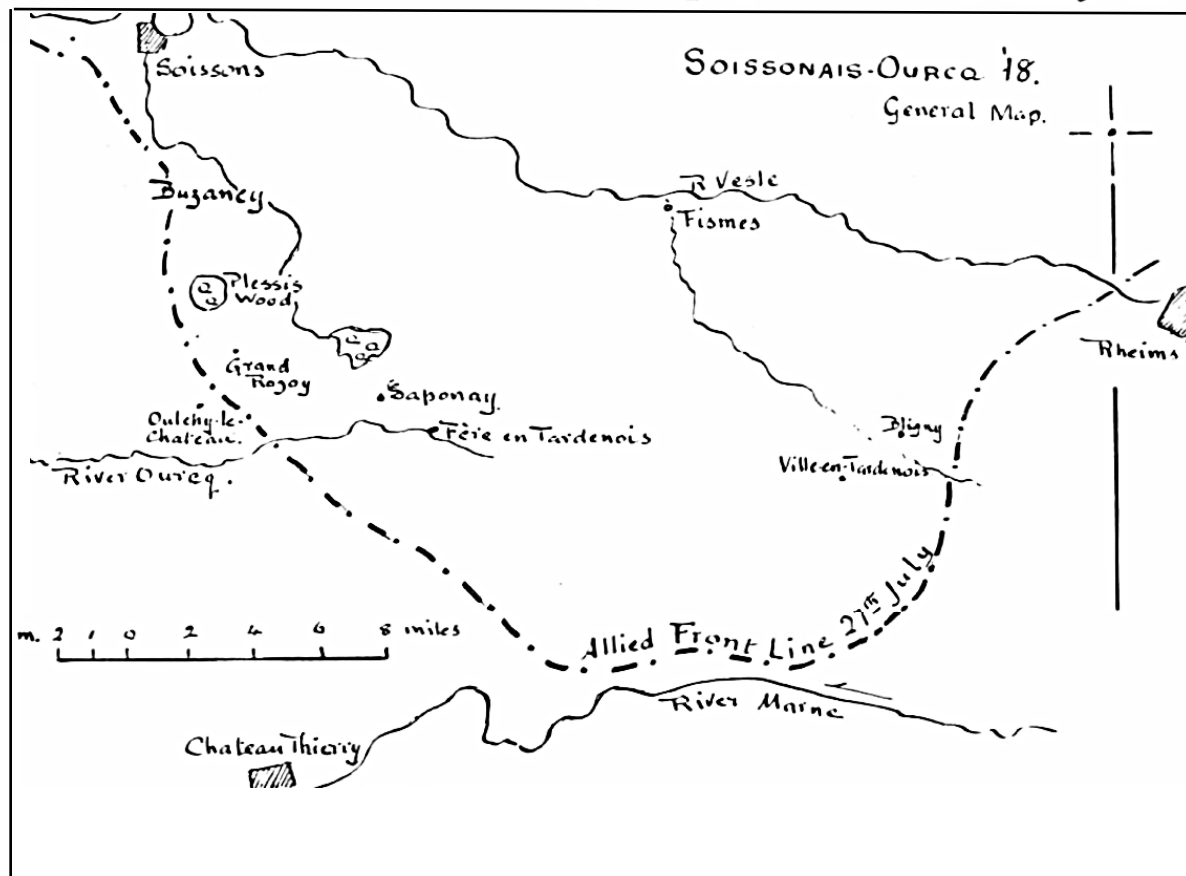 SOISSONAIS-OURCQ '18.
General Map.
Soissons
R Vesle
Buzancy
Fismes
Plessis
Wood
Rheims
Grand
Rozoy
Saponay.
Oulchy-le-
Chateau.
Fère en Tardenois
Bligny
Ville-en-Tardenois
River Ourcq.
m. 2 1 0 2 4 6 8 miles
Allied Front Line 27TH July
River Marne
Chateau Thierry